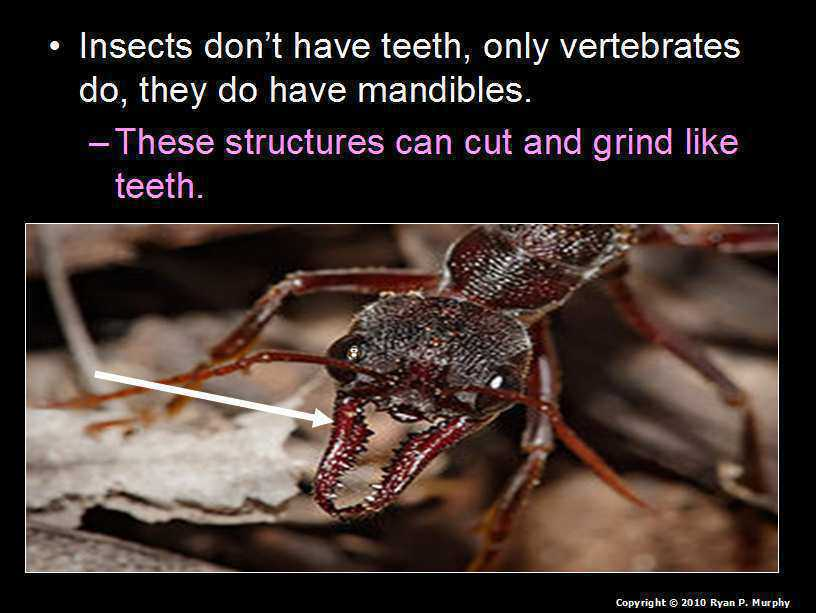 • Insects don't have teeth, only vertebrates
do, they do have mandibles.
– These structures can cut and grind like
teeth.
Copyright © 2010 Ryan P. Murphy